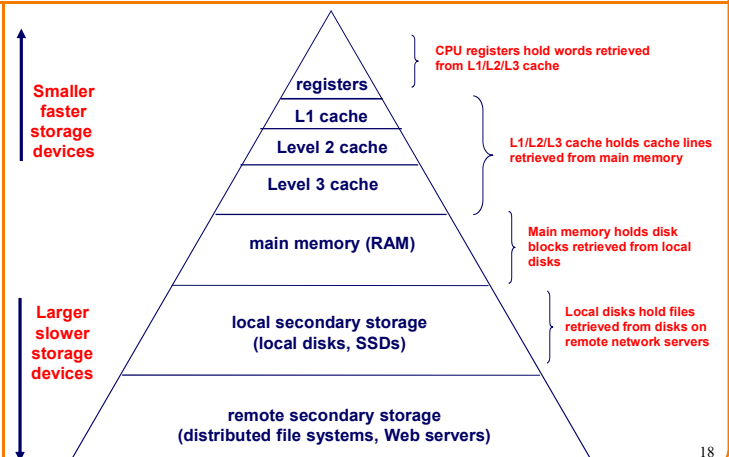 CPU registers hold words retrieved
from L1/L2/L3 cache
Smaller
faster
storage
devices
registers
L1 cache
Level 2 cache
Level 3 cache
L1/L2/L3 cache holds cache lines
retrieved from main memory
main memory (RAM)
Main memory holds disk
blocks retrieved from local
disks
Larger
slower
storage
devices
local secondary storage
(local disks, SSDs)
Local disks hold files
retrieved from disks on
remote network servers
remote secondary storage
(distributed file systems, Web servers)
18